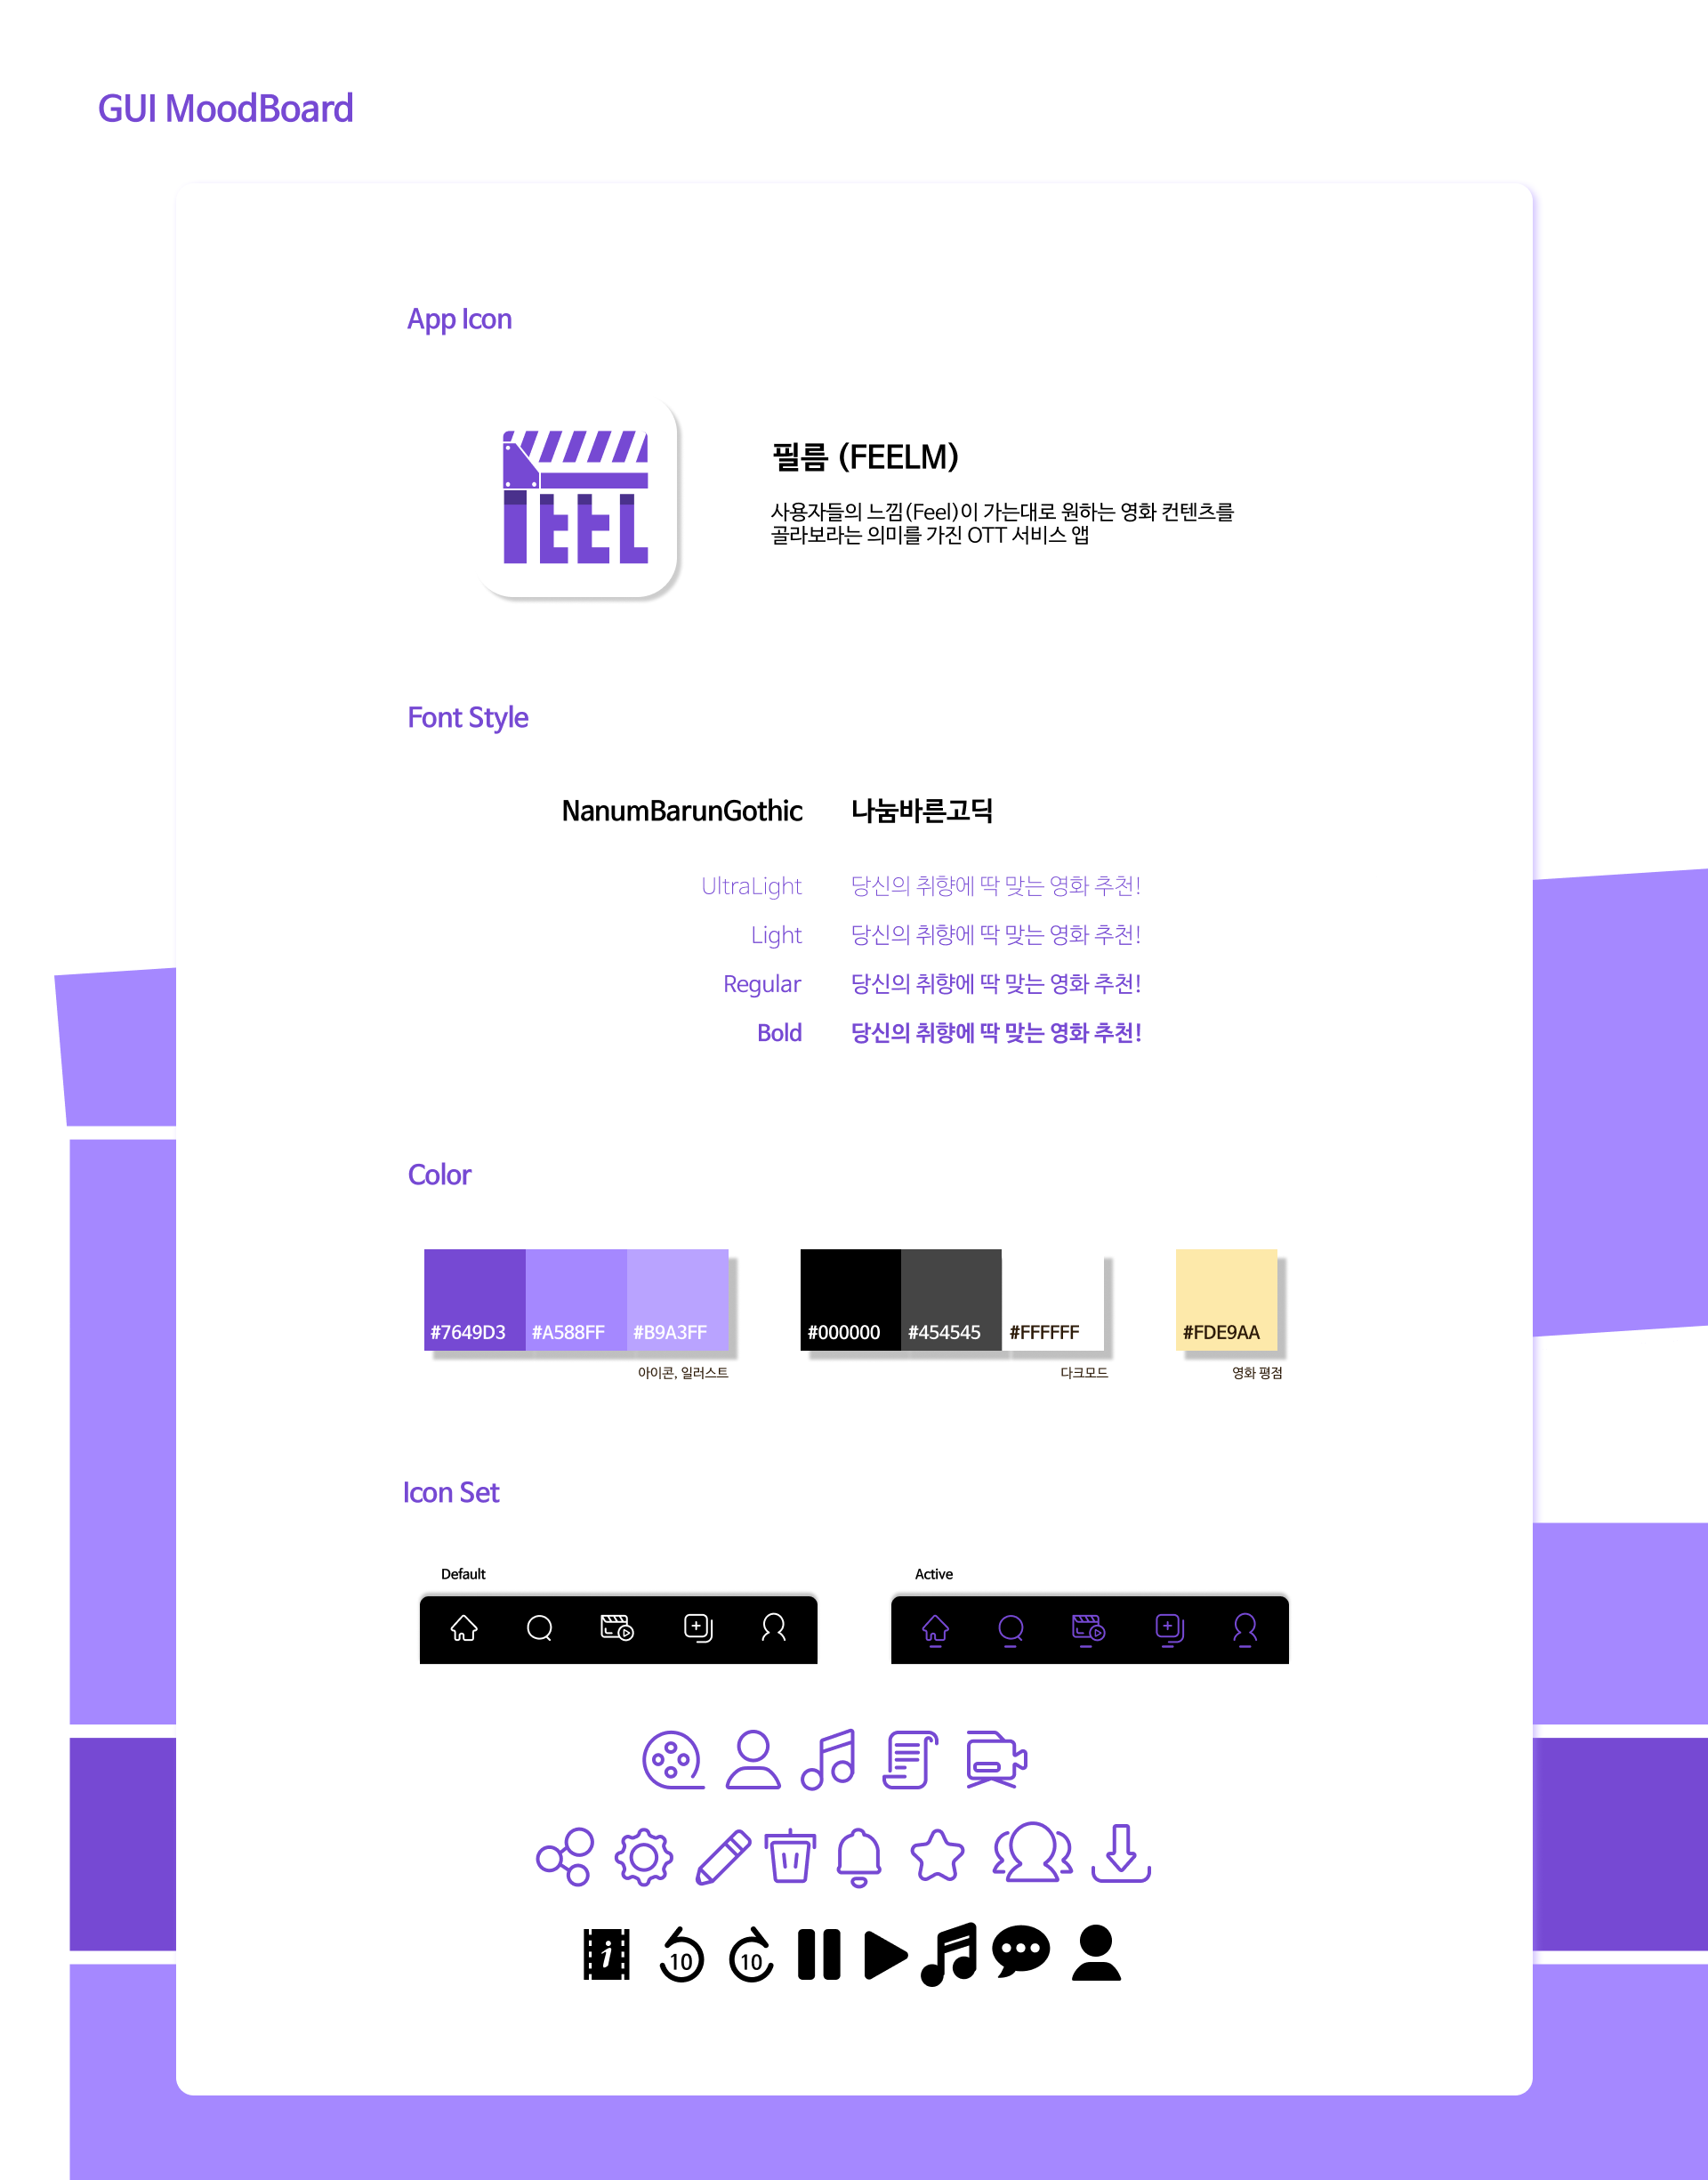 GUI MoodBoard
App Icon
FEEL
필름 (FEELM)
사용자들의 느낌(Feel)이 가는대로 원하는 영화 컨텐츠를
골라보라는 의미를 가진 OTT 서비스 앱
Font Style
NanumBarunGothic 나눔바른고딕
UltraLight 당신의 취향에 딱 맞는 영화 추천!
Light 당신의 취향에 딱 맞는 영화 추천!
Regular 당신의 취향에 딱 맞는 영화 추천!
Bold 당신의 취향에 딱 맞는 영화 추천!
Color
#7649D3 #A588FF #B9A3FF #000000 #454545 #FFFFFF #FDE9AA
아이콘, 일러스트 다크모드 영화 평점
Icon Set
Default Active
i 10 10